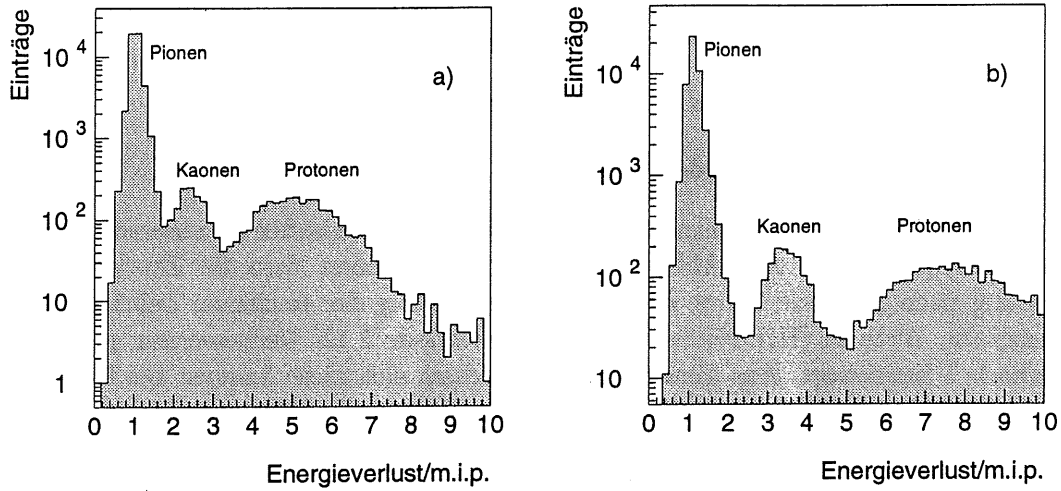 Einträge
10 4
10 3
10 2
10
1
Pionen
a)
Kaonen
Protonen
0 1 2 3 4 5 6 7 8 9 10
Energieverlust/m.i.p.
Einträge
10 4
10 3
10 2
10
Pionen
b)
Kaonen
Protonen
0 1 2 3 4 5 6 7 8 9 10
Energieverlust/m.i.p.